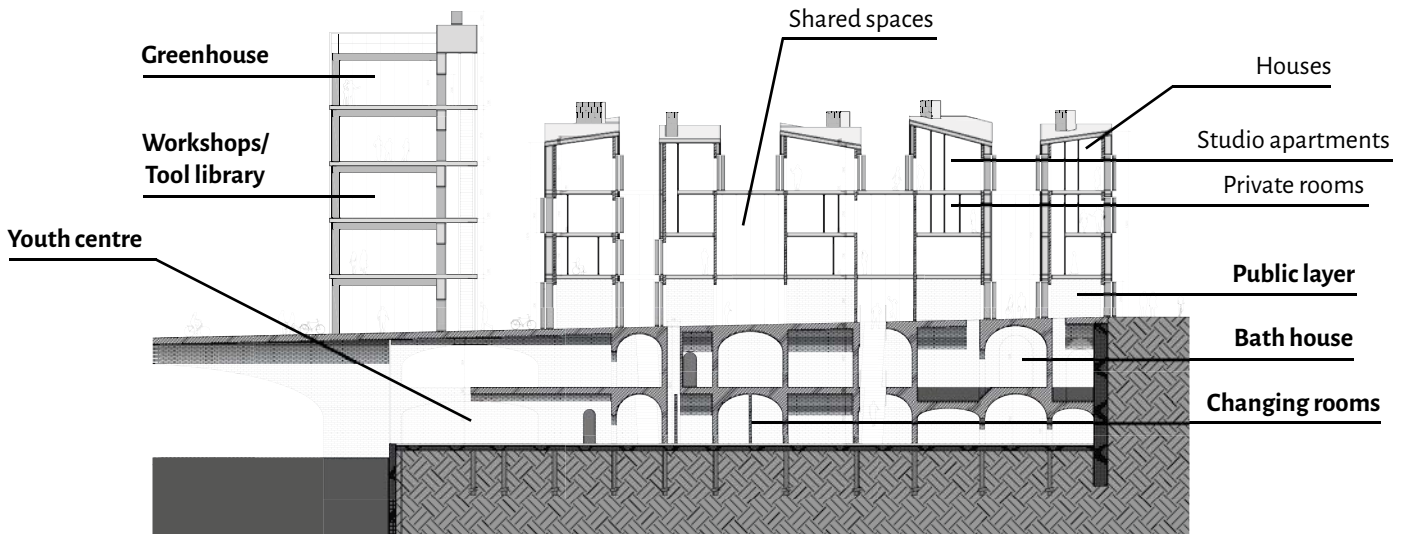 Shared spaces
Greenhouse
Houses
Workshops/
Tool library
Studio apartments
Private rooms
Youth centre
Public layer
Bath house
Changing rooms